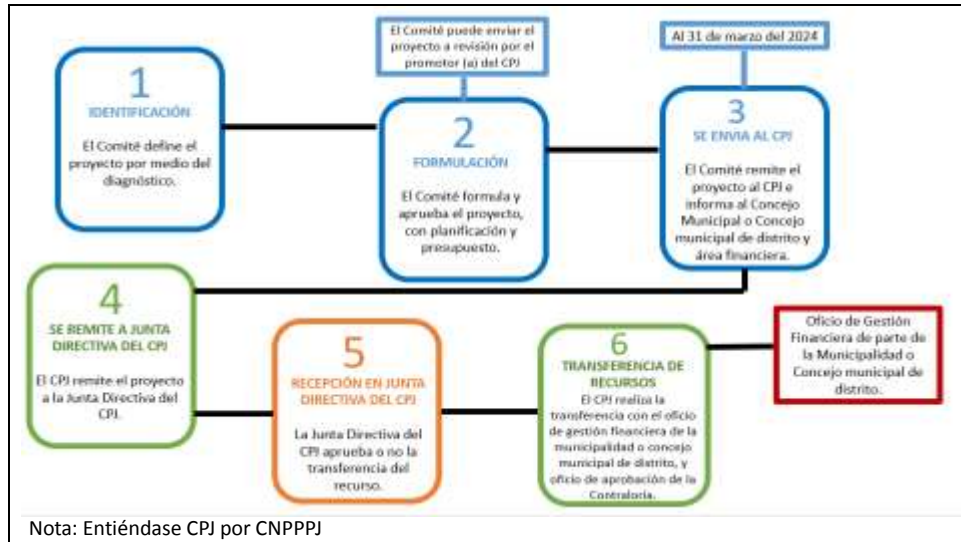 El Comité puede enviar el
proyecto a revisión por el
promotor (a) del CPJ
Al 31 de marzo del 2024
1
IDENTIFICACIÓN
El Comité define el
proyecto por medio del
diagnóstico.
2
FORMULACIÓN
El Comité formula y
aprueba el proyecto,
con planificación y
presupuesto.
3
SE ENVIA AL CPJ
El Comité remite el
proyecto al CPJ e
informa al Concejo
Municipal o Concejo
municipal de distrito y
área financiera.
4
SE REMITE A JUNTA
DIRECTIVA DEL CPJ
El CPJ remite el proyecto
a la Junta Directiva del
CPJ.
5
RECEPCIÓN EN JUNTA
DIRECTIVA DEL CPJ
La Junta Directiva del
CPJ aprueba o no la
transferencia del
recurso.
6
TRANSFERENCIA DE
RECURSOS
El CPJ realiza la
transferencia con el oficio
de gestión financiera de la
municipalidad o concejo
municipal de distrito, y
oficio de aprobación de la
Contraloría.
Oficio de Gestión
Financiera de parte de
la Municipalidad o
Concejo municipal de
distrito.
Nota: Entiéndase CPJ por CNPPPJ